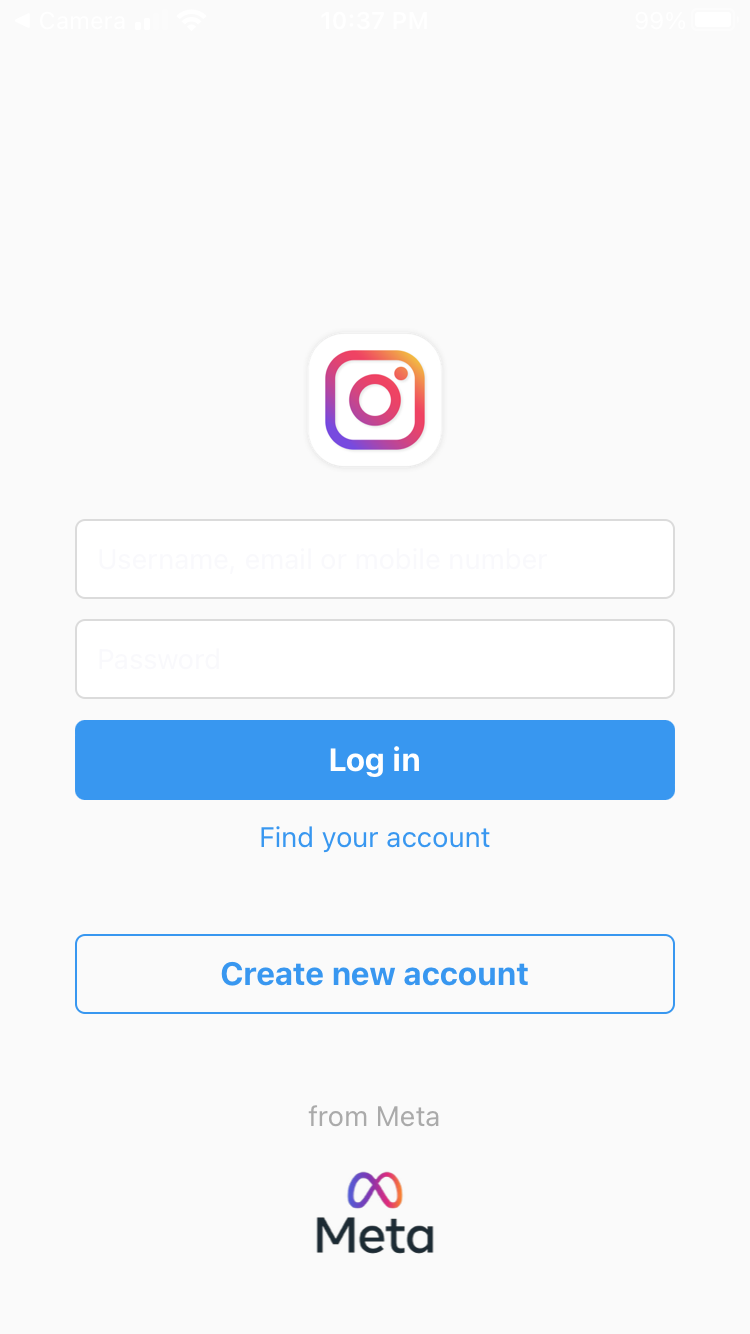 Camera 10:37 PM 99%
Username, email or mobile number
Password
Log in
Find your account
Create new account
from Meta
Meta